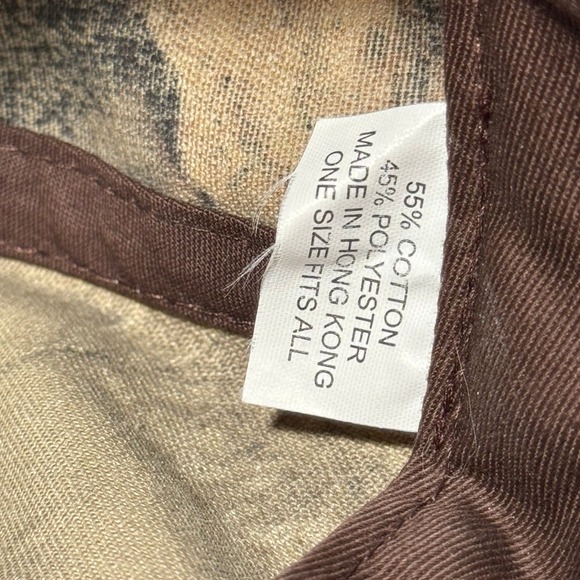 55% COTTON
45% POLYESTER
MADE IN HONG KONG
ONE SIZE FITS ALL